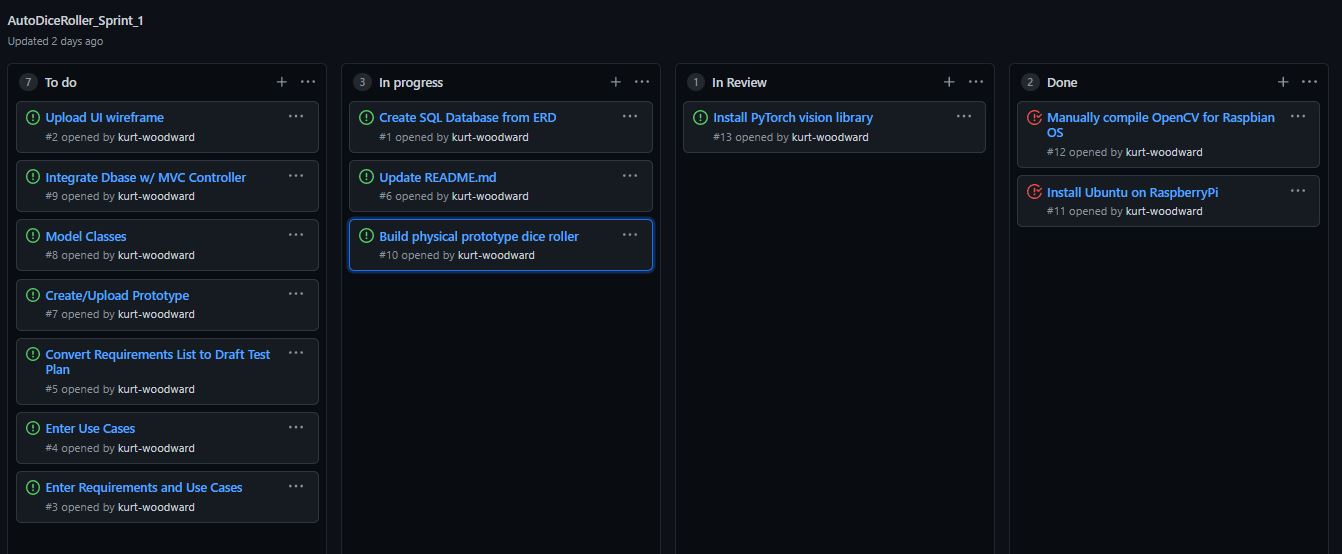 AutoDiceRoller_Sprint_1
Updated 2 days ago
7 To do
Upload UI wireframe
#2 opened by kurt-woodward
Integrate Dbase w/ MVC Controller
#9 opened by kurt-woodward
Model Classes
#8 opened by kurt-woodward
Create/Upload Prototype
#7 opened by kurt-woodward
Convert Requirements List to Draft Test
Plan
#5 opened by kurt-woodward
Enter Use Cases
#4 opened by kurt-woodward
Enter Requirements and Use Cases
#3 opened by kurt-woodward
3 In progress
Create SQL Database from ERD
#1 opened by kurt-woodward
Update README.md
#6 opened by kurt-woodward
Build physical prototype dice roller
#10 opened by kurt-woodward
1 In Review
Install PyTorch vision library
#13 opened by kurt-woodward
2 Done
Manually compile OpenCV for Raspbian
OS
#12 opened by kurt-woodward
Install Ubuntu on RaspberryPi
#11 opened by kurt-woodward